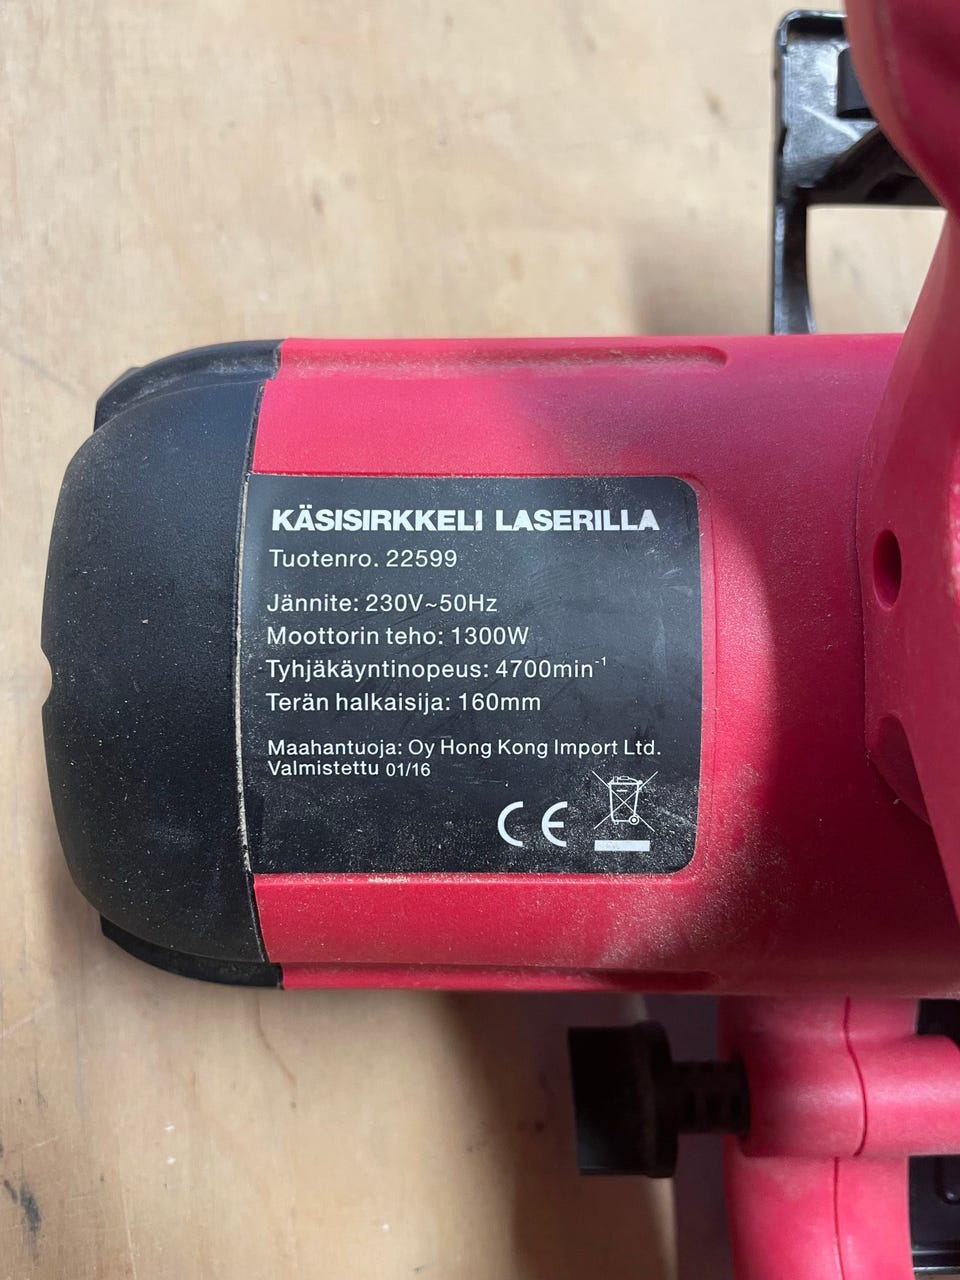 KÄSISIRKKELI LASERILLA
Tuotenro. 22599
Jännite: 230V~50Hz
Moottorin teho: 1300W
Tyhjäkäyntinopeus: 4700min⁻¹
Terän halkaisija: 160mm
Maahantuoja: Oy Hong Kong Import Ltd.
Valmistettu 01/16
CE